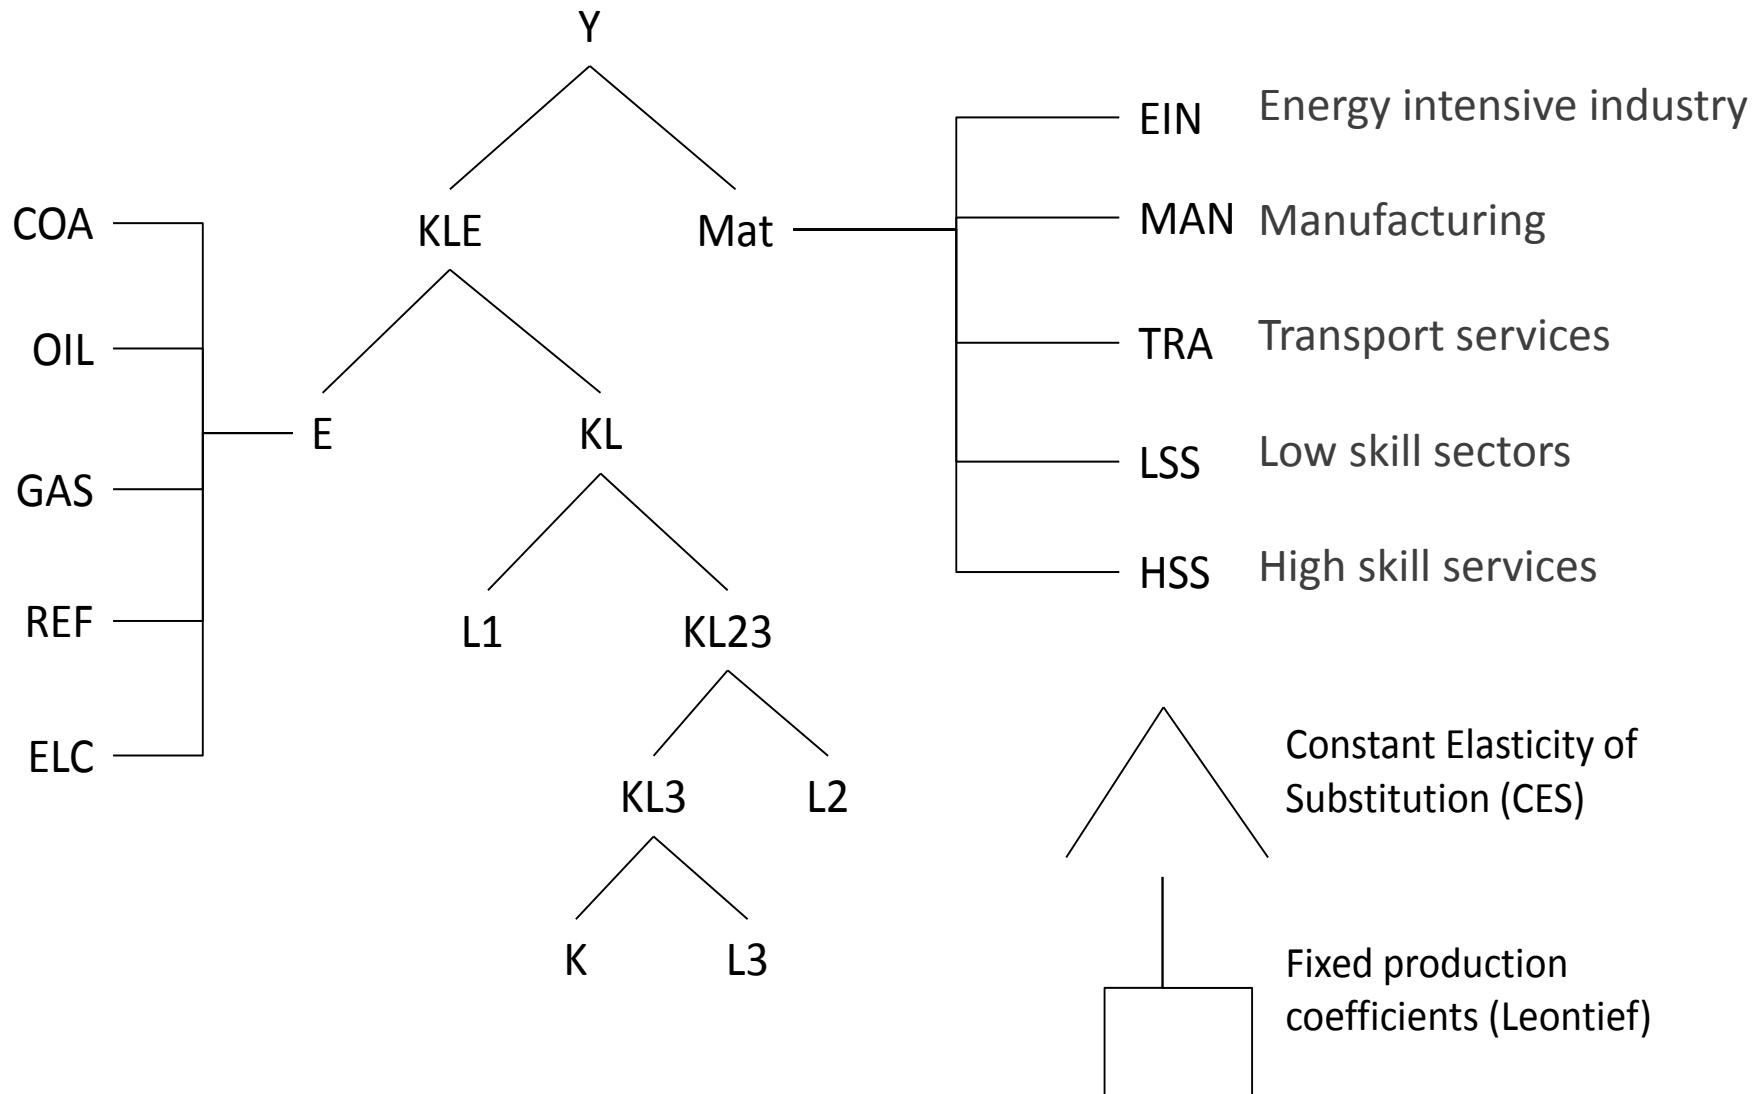 Y
EIN Energy intensive industry
COA
KLE
Mat
MAN Manufacturing
OIL
TRA Transport services
E
KL
LSS Low skill sectors
GAS
HSS High skill services
REF
L1
KL23
ELC
KL3
L2
Constant Elasticity of
Substitution (CES)
K
L3
Fixed production
coefficients (Leontief)